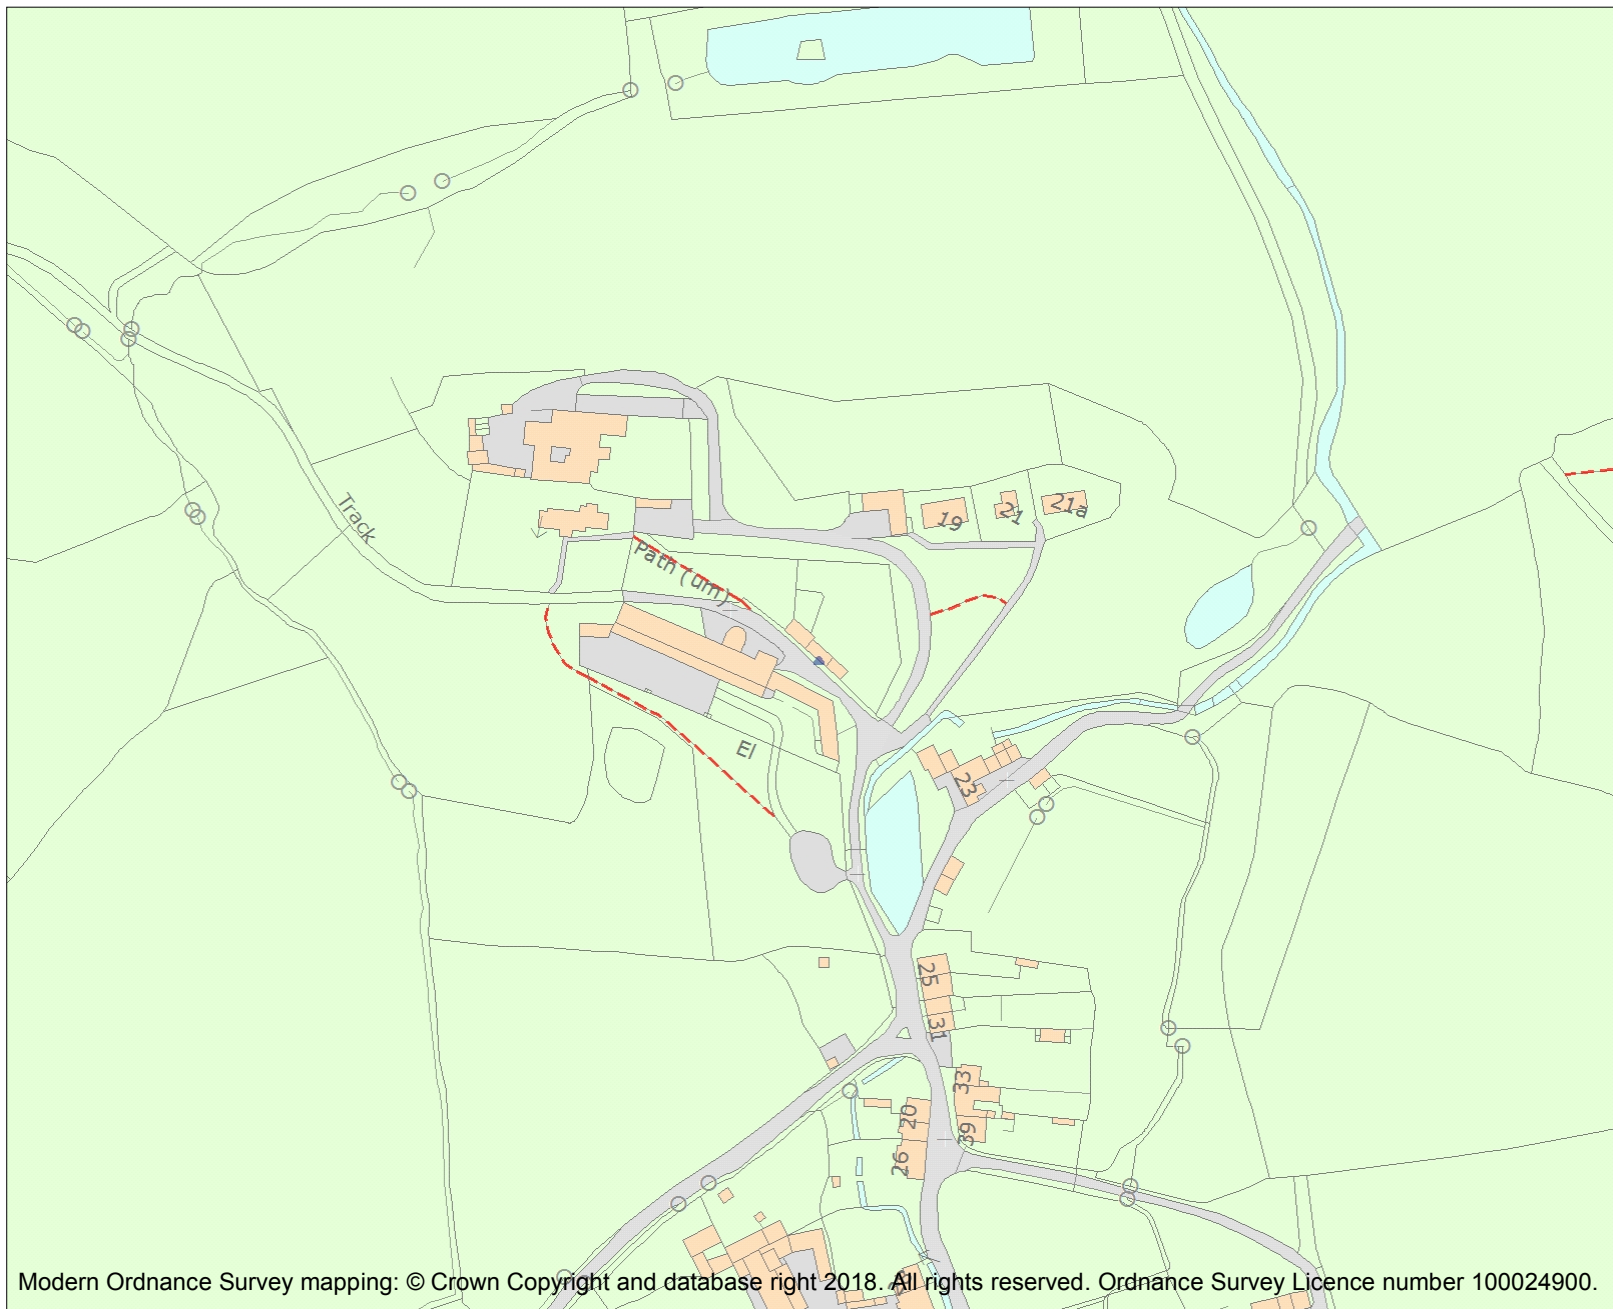 Track
Path (um)
19
21
21a
El
23
25
31
33
20
39
26
Modern Ordnance Survey mapping: © Crown Copyright and database right 2018. All rights reserved. Ordnance Survey Licence number 100024900.